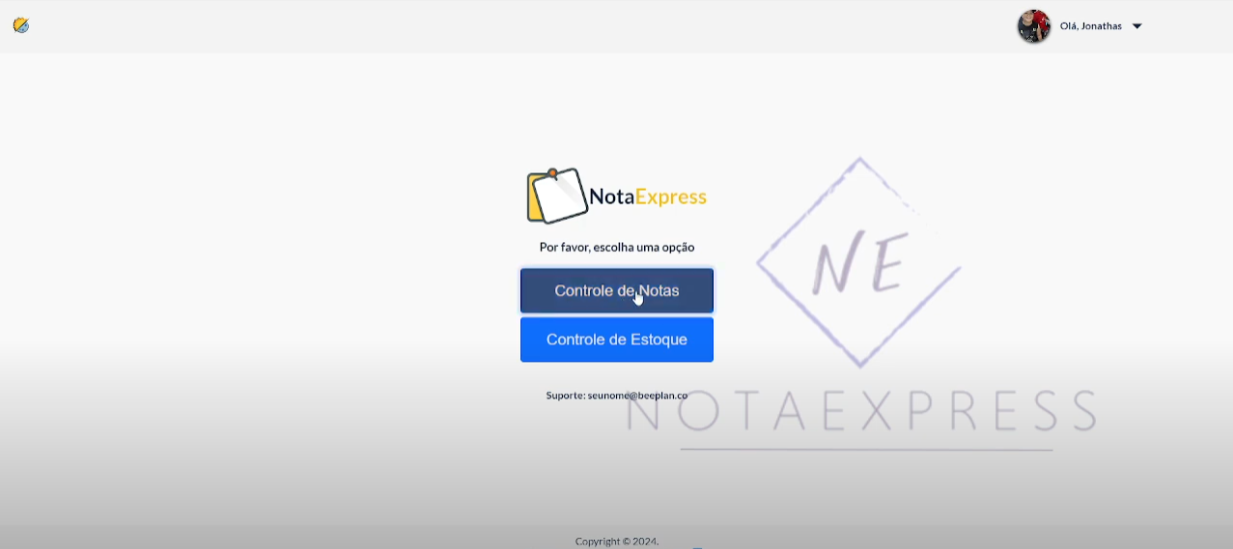 Olá, Jonathas
NotaExpress
Por favor, escolha uma opção
Controle de Notas
Controle de Estoque
Suporte: seunome@beeplan.co
NE
NOTAEXPRESS
Copyright © 2024.